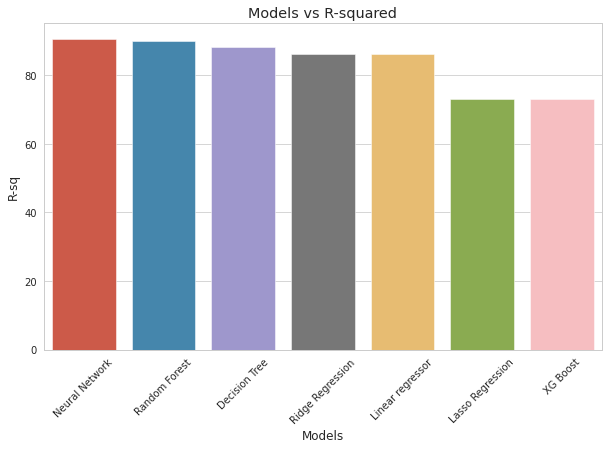 Models vs R-squared
R-sq
80
60
40
20
0
Neural Network
Random Forest
Decision Tree
Ridge Regression
Linear regressor
Lasso Regression
XG Boost
Models